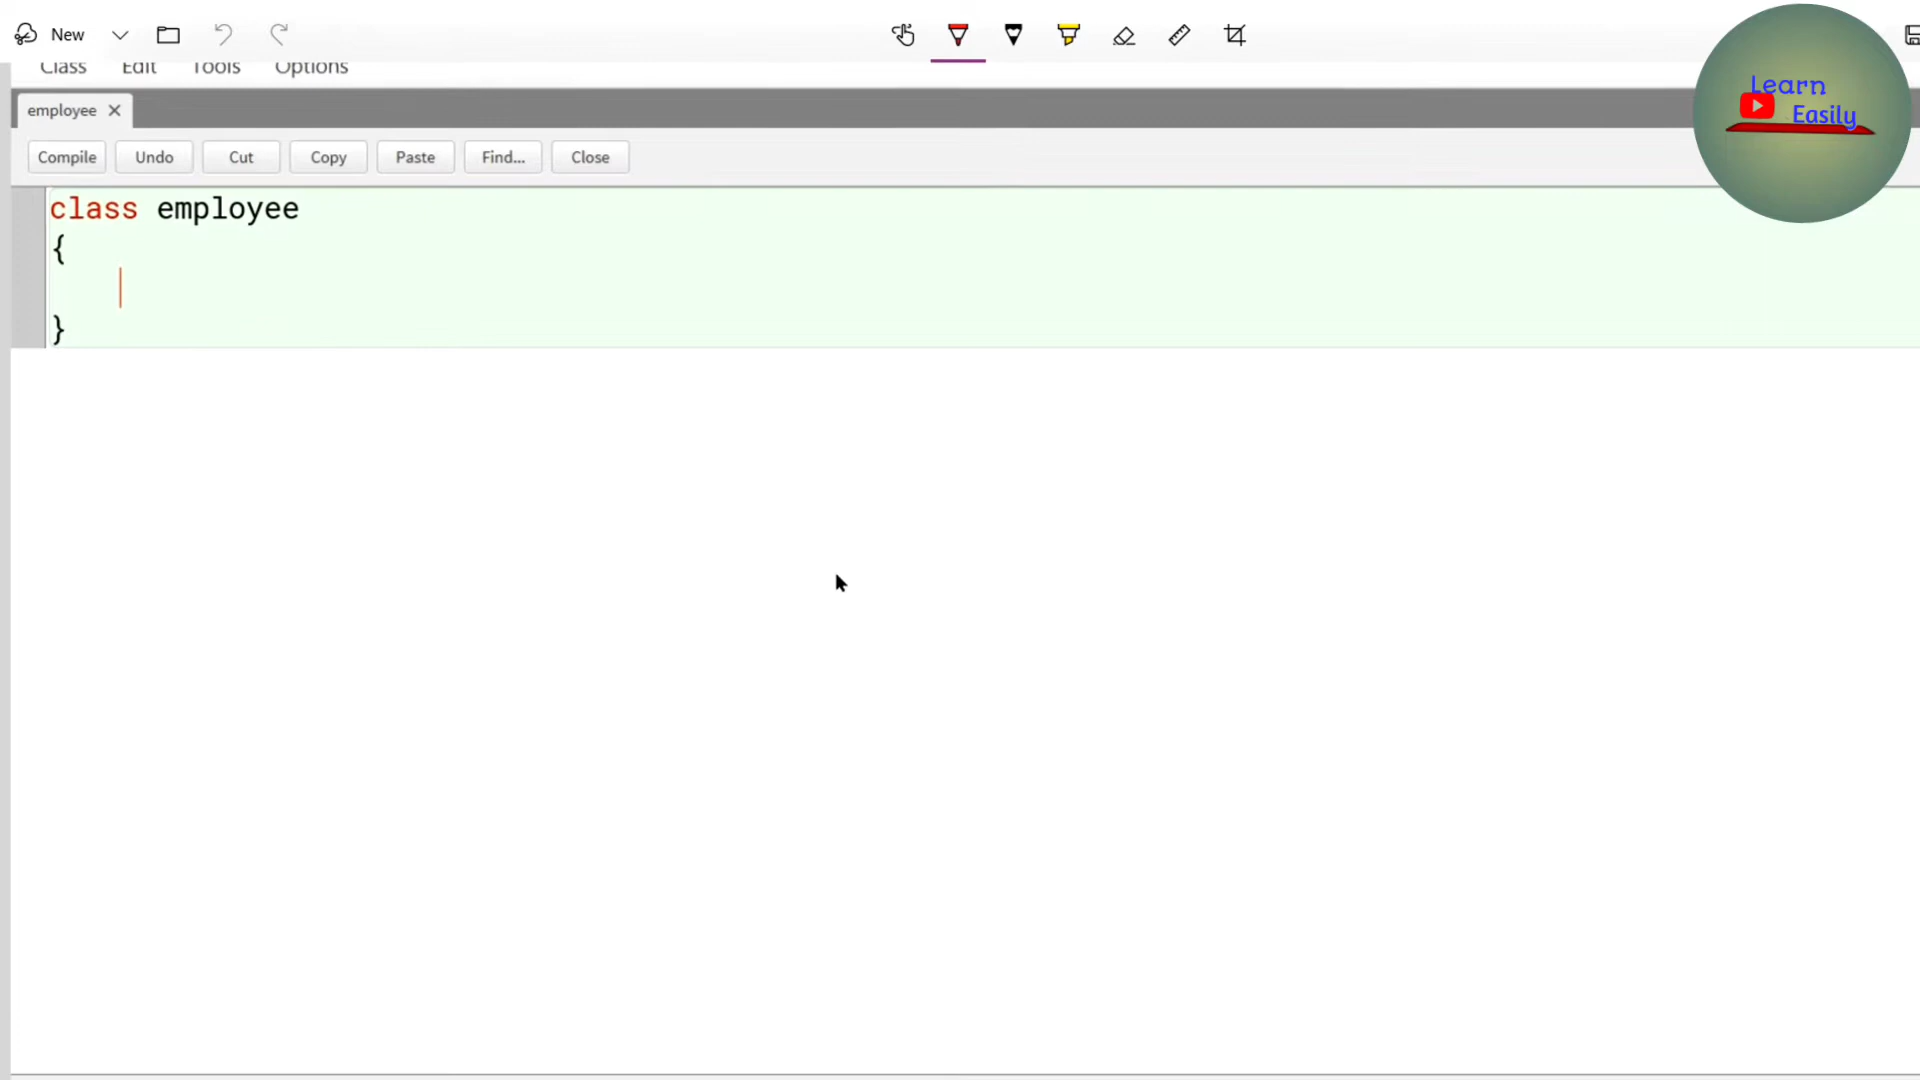 New
Class Edit Tools Options
employee
Compile Undo Cut Copy Paste Find... Close
class employee
{
}
Learn
Easily